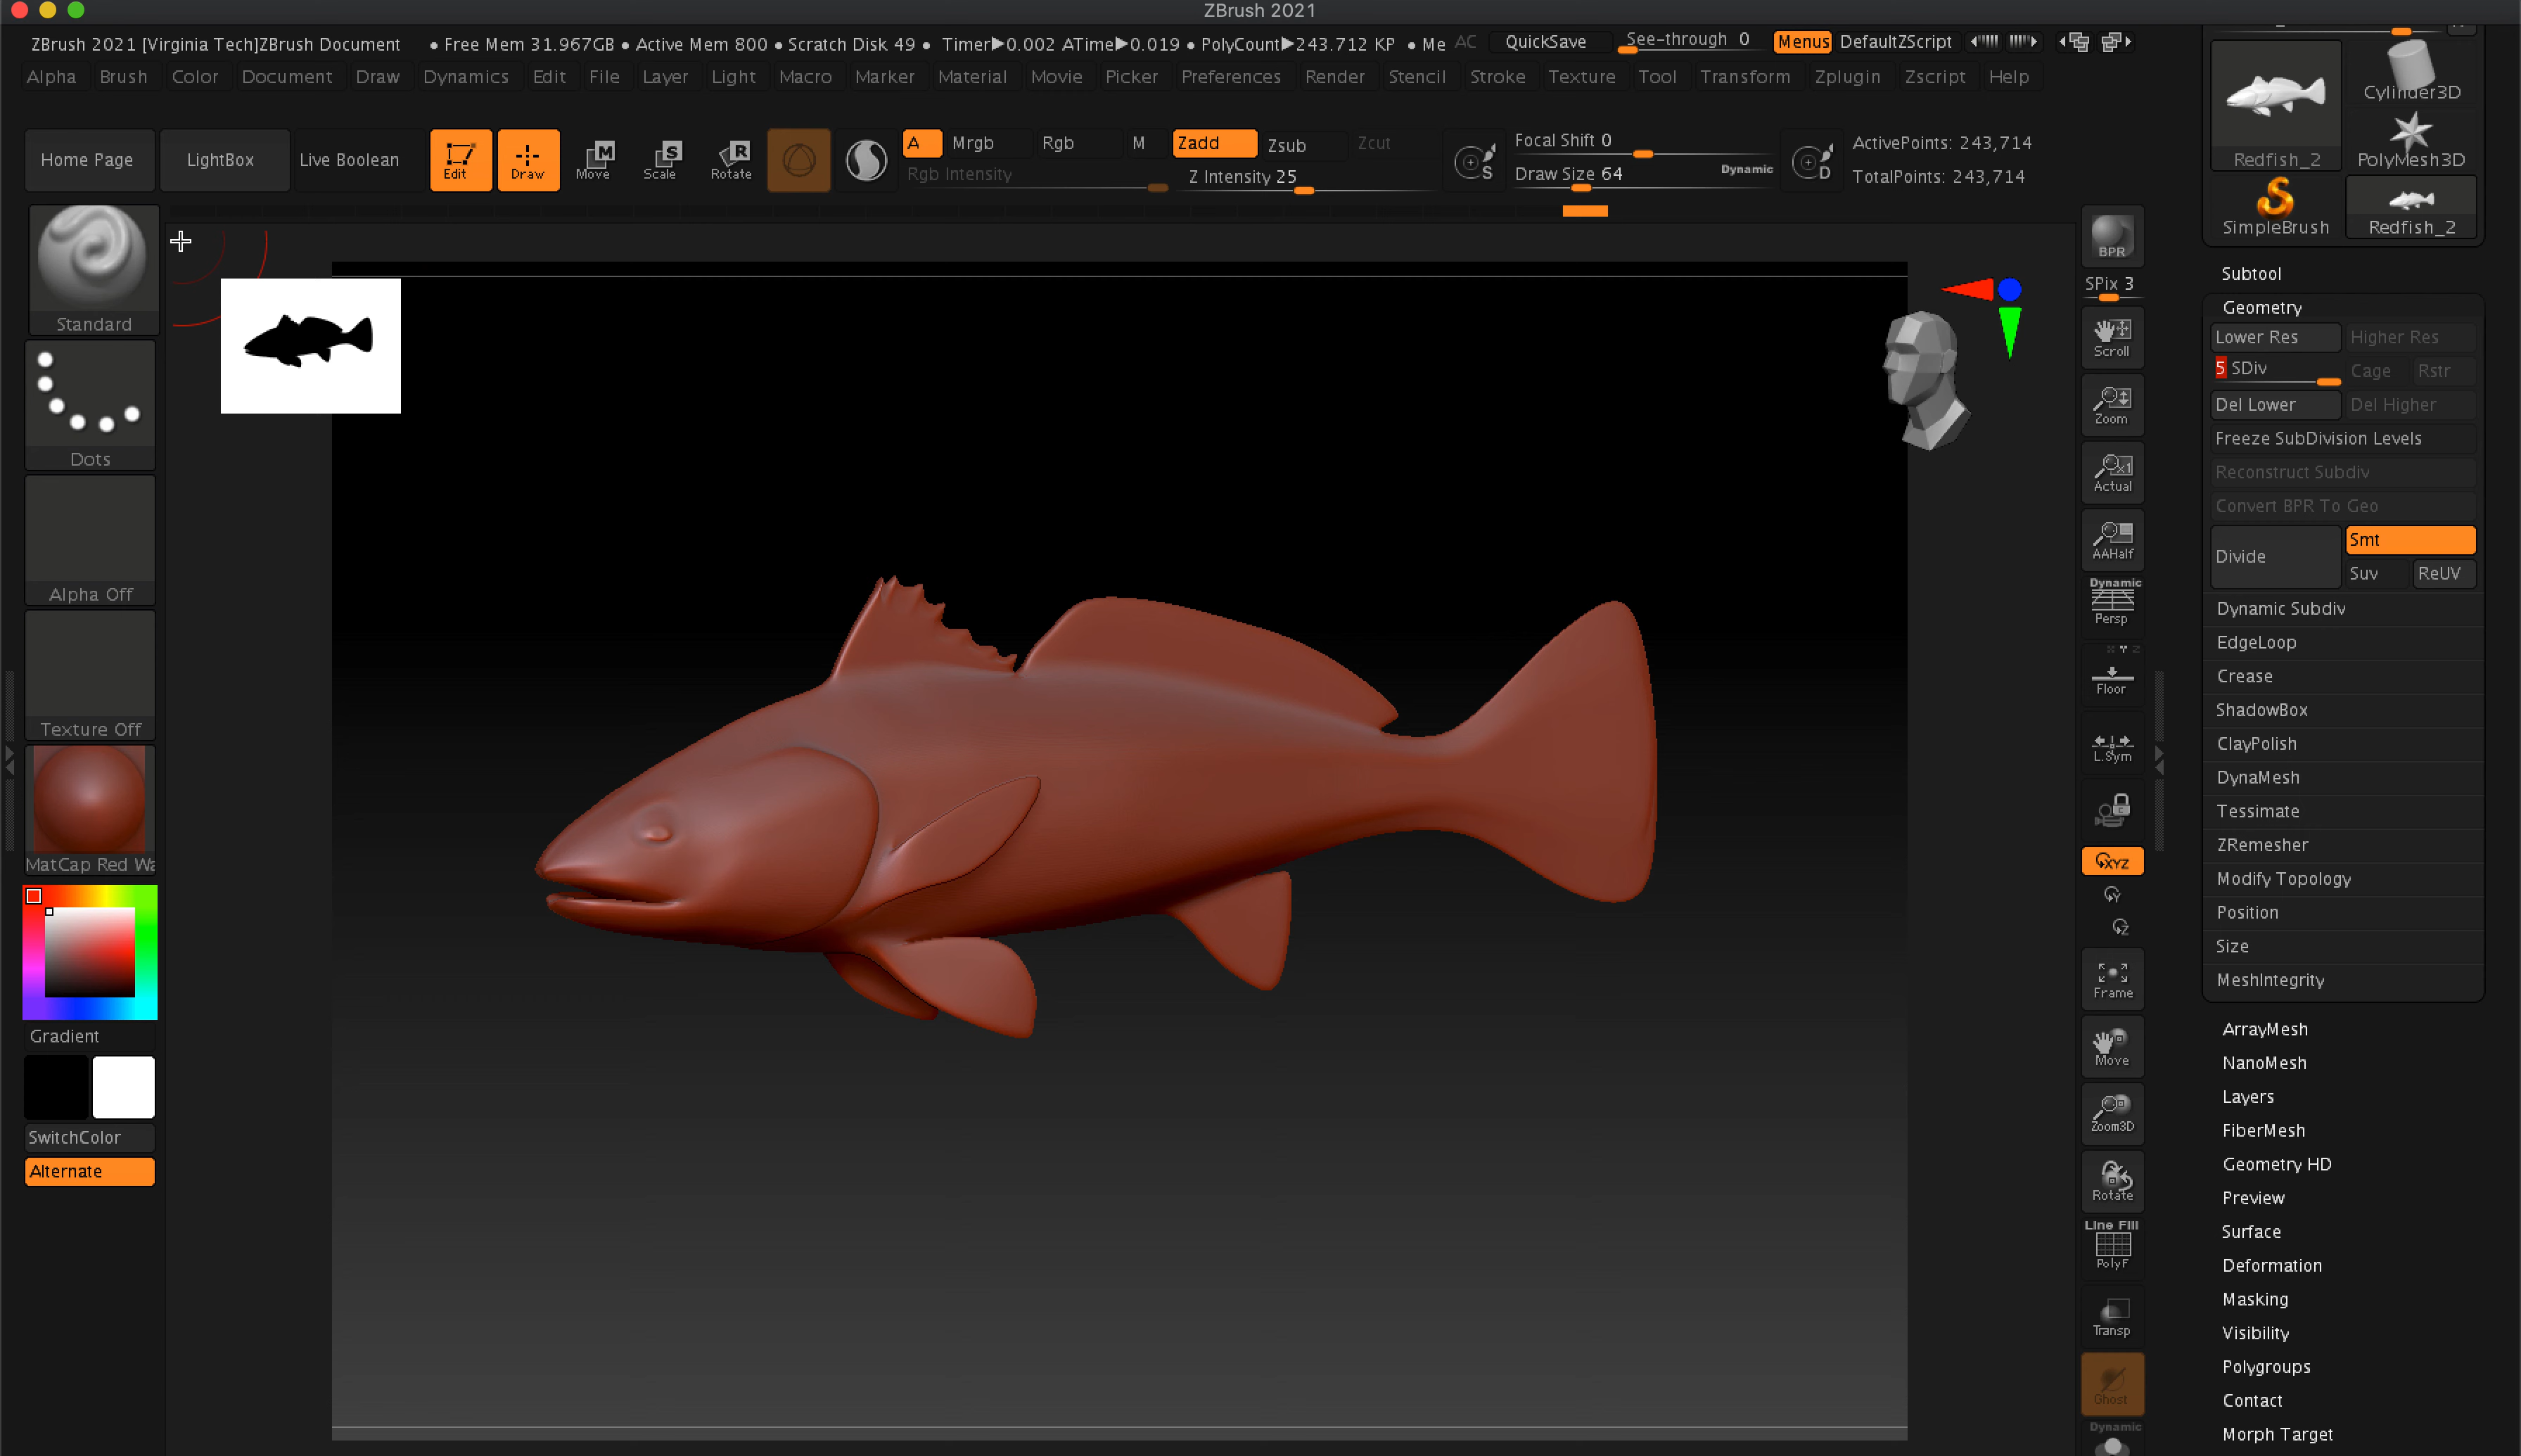 ZBrush 2021
ZBrush 2021 [Virginia Tech]ZBrush Document • Free Mem 31.967GB • Active Mem 800 • Scratch Disk 49 • Timer▶0.002 ATime▶0.019 • PolyCount▶243.712 KP • Me AC QuickSave See-through 0 Menus DefaultZScript
Alpha Brush Color Document Draw Dynamics Edit File Layer Light Macro Marker Material Movie Picker Preferences Render Stencil Stroke Texture Tool Transform Zplugin Zscript Help
Home Page LightBox Live Boolean Edit Draw Move Scale Rotate
M S R
A Mrgb Rgb M Zadd Zsub Zcut
Rgb Intensity Z Intensity 25
S Focal Shift 0
Draw Size 64 Dynamic
D ActivePoints: 243,714
TotalPoints: 243,714
Standard
Dots
Alpha Off
Texture Off
MatCap Red Wa
Gradient
SwitchColor
Alternate
BPR
SPix 3
Scroll
Zoom
x1
Actual
AAHalf
Dynamic
Persp
X Y Z
Floor
L.Sym
XYZ
Y
Z
Frame
Move
Zoom3D
Rotate
Line Fill
PolyF
Transp
Ghost
Dynamic
Redfish_2
Cylinder3D
PolyMesh3D
SimpleBrush
Redfish_2
Subtool
Geometry
Lower Res Higher Res
5 SDiv Cage Rstr
Del Lower Del Higher
Freeze SubDivision Levels
Reconstruct Subdiv
Convert BPR To Geo
Divide Smt
Suv ReUV
Dynamic Subdiv
EdgeLoop
Crease
ShadowBox
ClayPolish
DynaMesh
Tessimate
ZRemesher
Modify Topology
Position
Size
MeshIntegrity
ArrayMesh
NanoMesh
Layers
FiberMesh
Geometry HD
Preview
Surface
Deformation
Masking
Visibility
Polygroups
Contact
Morph Target